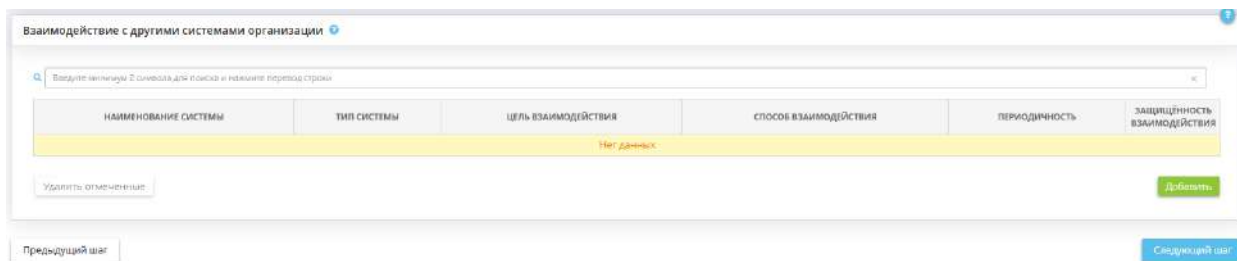 Взаимодействие с другими системами организации ?
?
Введите минимум 2 символа для поиска и нажмите перевод строки ×
НАИМЕНОВАНИЕ СИСТЕМЫ ТИП СИСТЕМЫ ЦЕЛЬ ВЗАИМОДЕЙСТВИЯ СПОСОБ ВЗАИМОДЕЙСТВИЯ ПЕРИОДИЧНОСТЬ ЗАЩИЩЁННОСТЬ
ВЗАИМОДЕЙСТВИЯ
Нет данных
Удалить отмеченные Добавить
Предыдущий шаг Следующий шаг